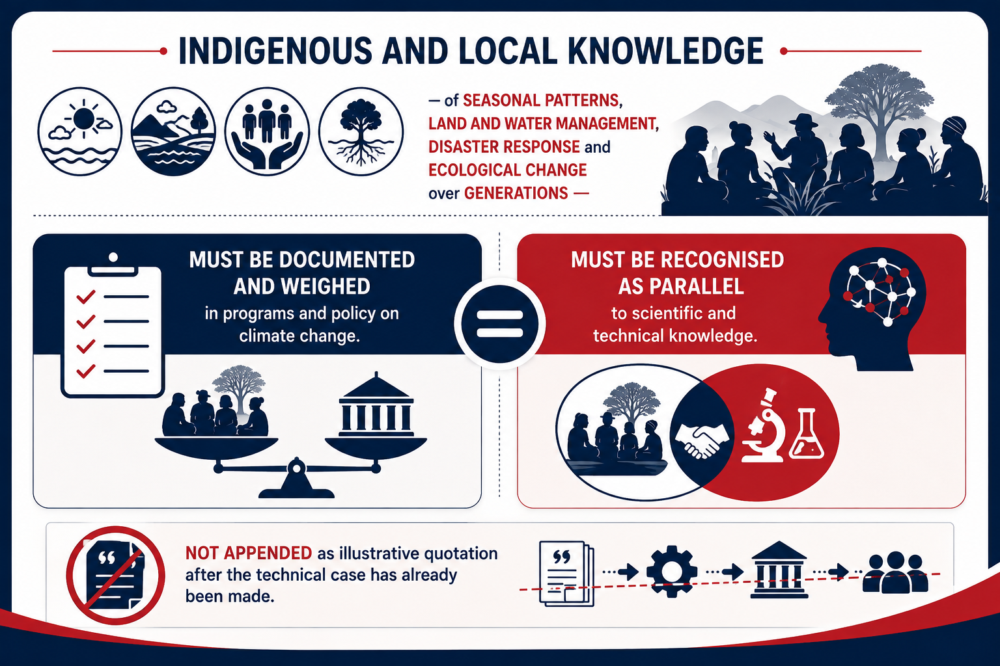 INDIGENOUS AND LOCAL KNOWLEDGE
— of SEASONAL PATTERNS,
LAND AND WATER MANAGEMENT,
DISASTER RESPONSE and
ECOLOGICAL CHANGE
over GENERATIONS —
MUST BE DOCUMENTED
AND WEIGHED
in programs and policy on
climate change.
MUST BE RECOGNISED
AS PARALLEL
to scientific and
technical knowledge.
NOT APPENDED as illustrative quotation
after the technical case has already
been made.